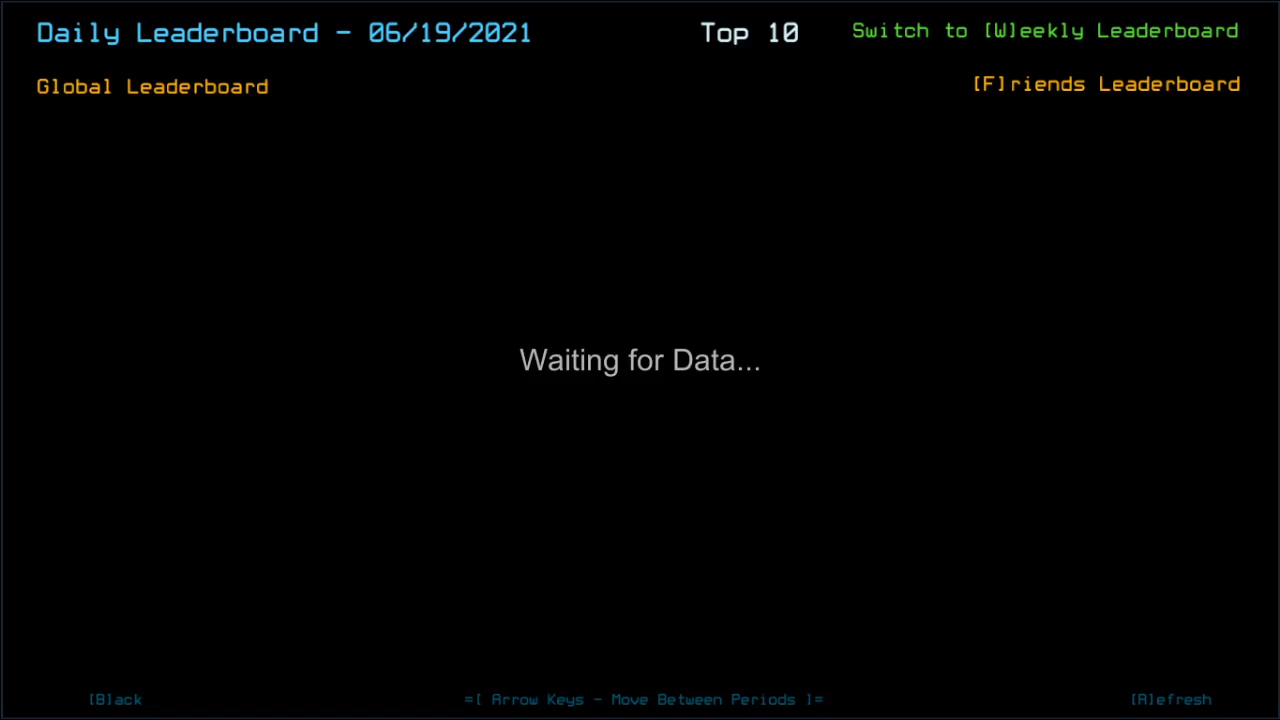 Daily Leaderboard - 06/19/2021
Top 10
Switch to [W]eekly Leaderboard
Global Leaderboard
[F]riends Leaderboard
Waiting for Data...
[B]ack
=[ Arrow Keys - Move Between Periods ]=
[R]efresh